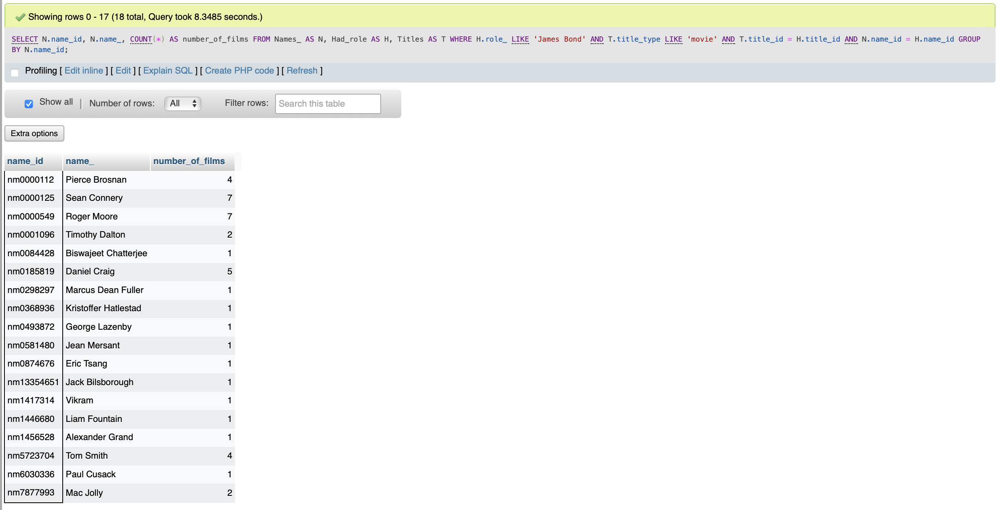 Showing rows 0 - 17 (18 total, Query took 8.3485 seconds.)
SELECT N.name_id, N.name_, COUNT(*) AS number_of_films FROM Names_ AS N, Had_role AS H, Titles AS T WHERE H.role_ LIKE 'James Bond' AND T.title_type LIKE 'movie' AND T.title_id = H.title_id AND N.name_id = H.name_id GROUP
BY N.name_id;
Profiling [ Edit inline ] [ Edit ] [ Explain SQL ] [ Create PHP code ] [ Refresh ]
Show all | Number of rows: All Filter rows: Search this table
Extra options
name_id name_ number_of_films
nm0000112 Pierce Brosnan 4
nm0000125 Sean Connery 7
nm0000549 Roger Moore 7
nm0001096 Timothy Dalton 2
nm0084428 Biswajeet Chatterjee 1
nm0185819 Daniel Craig 5
nm0298297 Marcus Dean Fuller 1
nm0368936 Kristoffer Hatlestad 1
nm0493872 George Lazenby 1
nm0581480 Jean Mersant 1
nm0874676 Eric Tsang 1
nm13354651 Jack Bilsborough 1
nm1417314 Vikram 1
nm1446680 Liam Fountain 1
nm1456528 Alexander Grand 1
nm5723704 Tom Smith 4
nm6030336 Paul Cusack 1
nm7877993 Mac Jolly 2